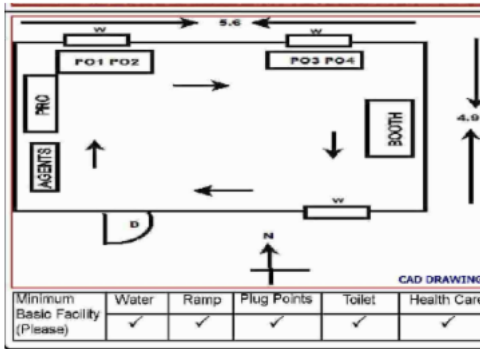 5.6
W
W
PO1 PO2
PO3 PO4
PRO
BOOTH
4.9
AGENTS
W
D
N
CAD DRAWING
Minimum Basic Facility (Please)
Water
Ramp
Plug Points
Toilet
Health Care
✓ ✓ ✓ ✓ ✓